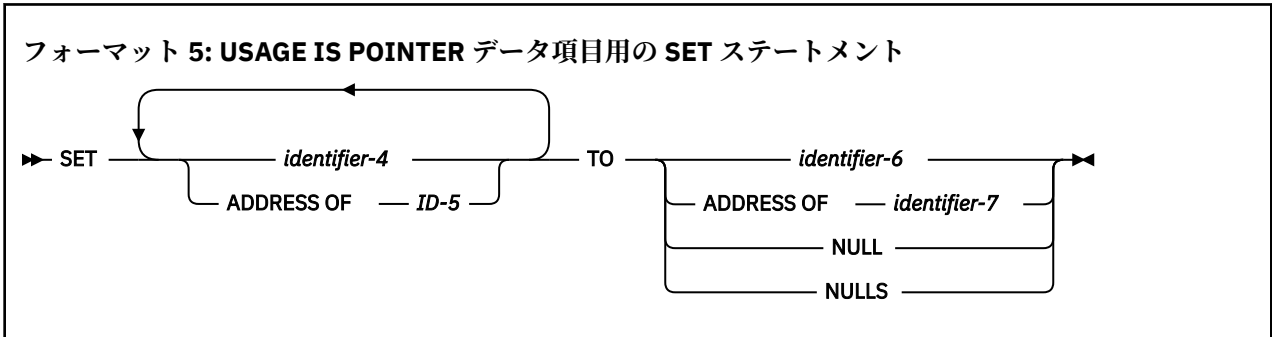 フォーマット 5: USAGE IS POINTER データ項目用の SET ステートメント
SET identifier-4 TO identifier-6
ADDRESS OF ID-5 ADDRESS OF identifier-7
NULL
NULLS